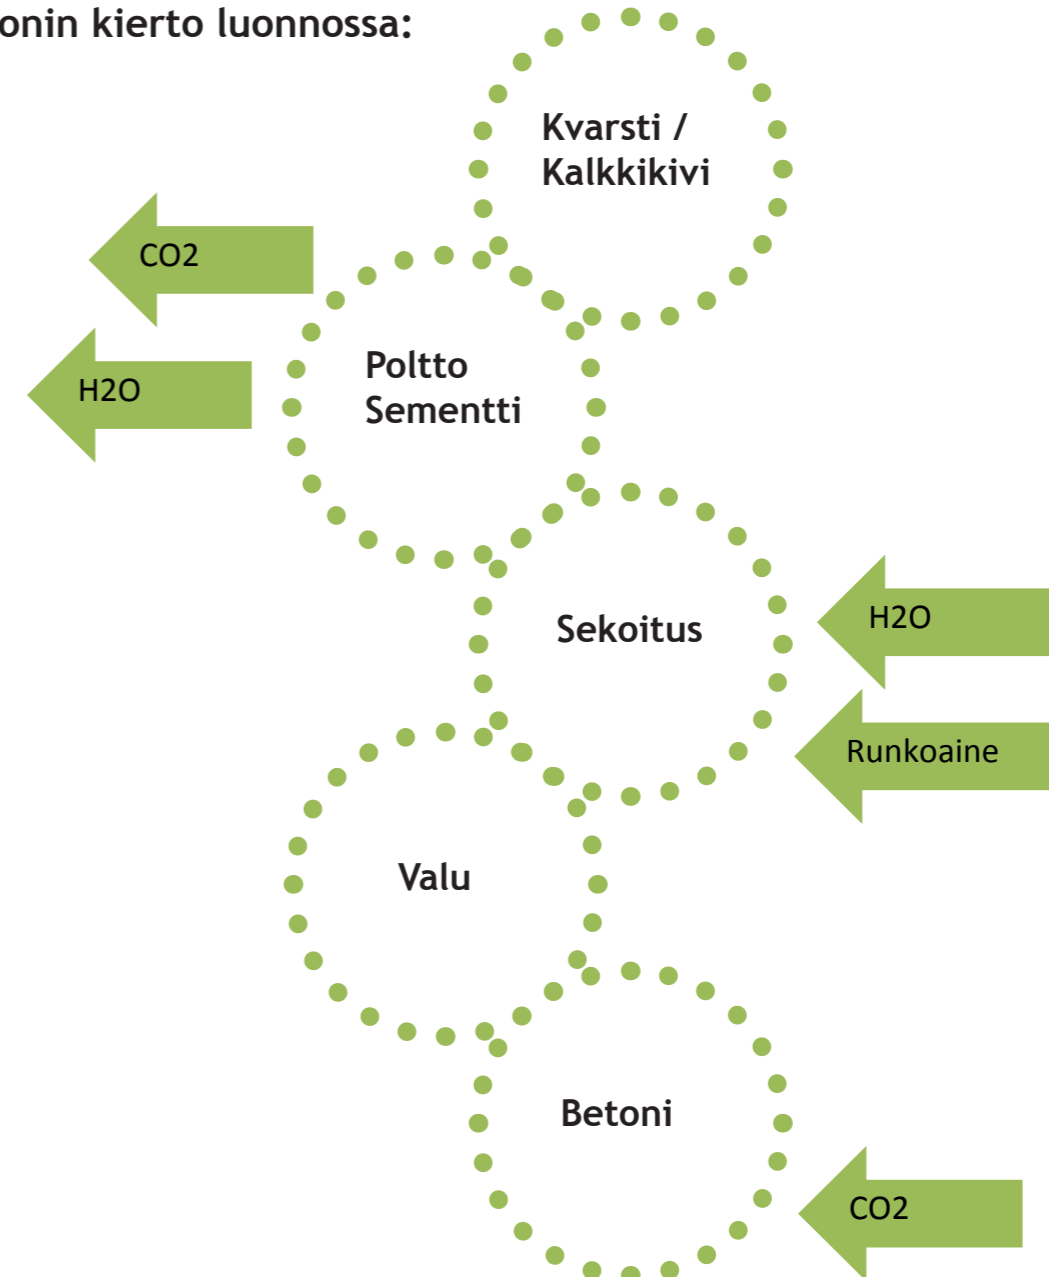 onin kierto luonnossa:
Kvarsti /
Kalkkikivi
CO2
Poltto
Sementti
H2O
Sekoitus
H2O
Runkoaine
Valu
Betoni
CO2